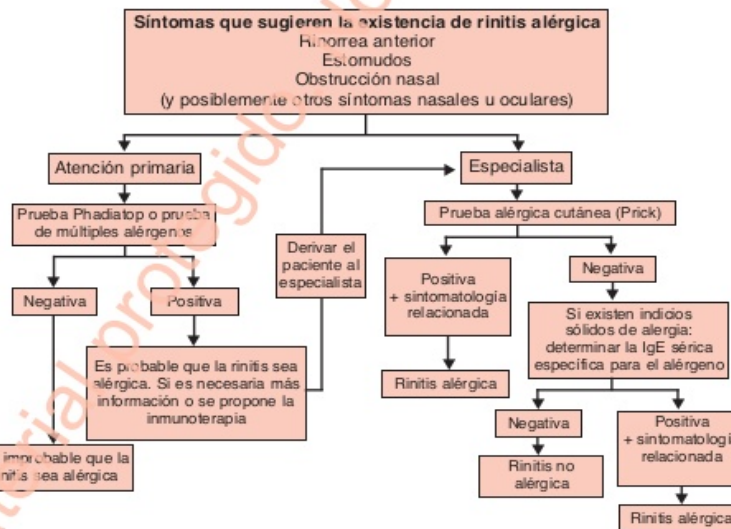 Síntomas que sugieren la existencia de rinitis alérgica
Rinorrea anterior
Estornudos
Obstrucción nasal
(y posiblemente otros síntomas nasales u oculares)
Atención primaria
Especialista
Prueba Phadiatop o prueba
de múltiples alérgenos
Prueba alérgica cutánea (Prick)
Derivar el
paciente al
especialista
Negativa
Positiva
Positiva
+ sintomatología
relacionada
Negativa
Es probable que la rinitis sea
alérgica. Si es necesaria más
información o se propone la
inmunoterapia
Si existen indicios
sólidos de alergia:
determinar la IgE sérica
específica para el alérgeno
Rinitis alérgica
Negativa
Positiva
+ sintomatologí
relacionada
improbable que la
nitis sea alérgica
Rinitis no
alérgica
Rinitis alérgica
material protegido